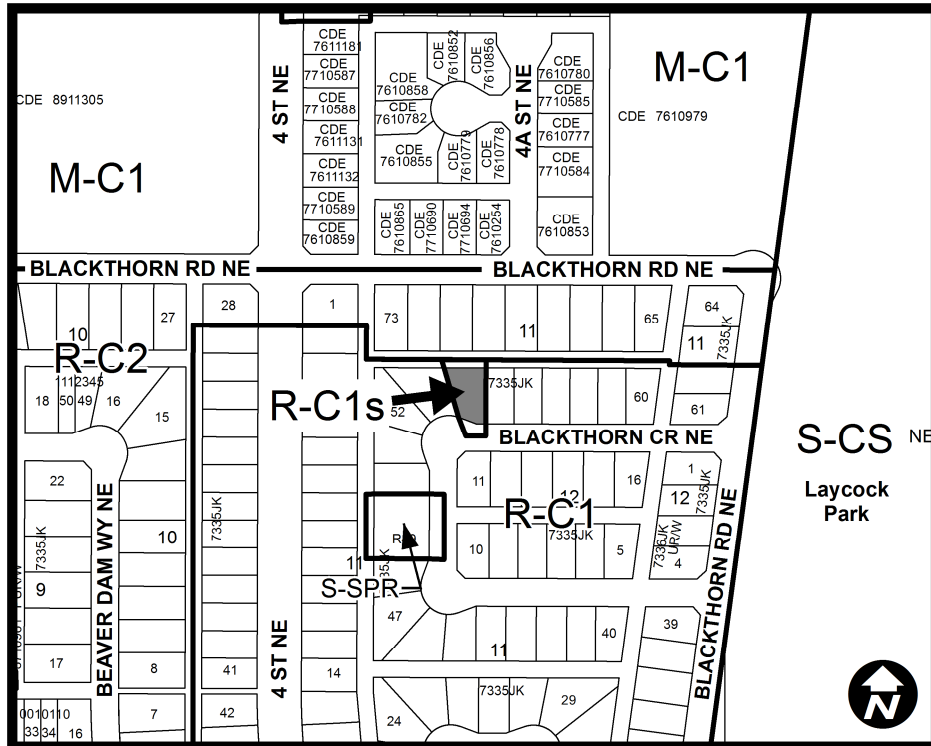 M-C1
CDE 8911305
4 ST NE
CDE
7611181
CDE
7710587
CDE
7710588
CDE
7611131
CDE
7611132
CDE
7710589
CDE
7610859
CDE
7610858
CDE
7610852
CDE
7610856
CDE
7610782
CDE
7610855
CDE
7610779
CDE
7610778
CDE
7610865
CDE
7710690
CDE
7710694
CDE
7610254
4A ST NE
CDE
7610780
CDE
7710585
CDE
7610777
CDE
7710584
CDE
7610853
M-C1
CDE 7610979
BLACKTHORN RD NE
BLACKTHORN RD NE
10
27
28
1
73
11
65
64
11
7335JK
R-C2
1112345
18
50
49
16
15
R-C1s
52
7335JK
60
61
BLACKTHORN CR NE
S-CS
NE
Laycock
Park
22
7335JK
9
17
BEAVER DAM WY NE
10
8
7
7335JK
41
42
4 ST NE
11
14
S-SPR
11
12
16
R-C1
10
7335JK
5
1
12
7335JK
7336JK
UR/W
4
BLACKTHORN RD NE
47
11
40
39
24
7335JK
29
0010110
33
34
16
N